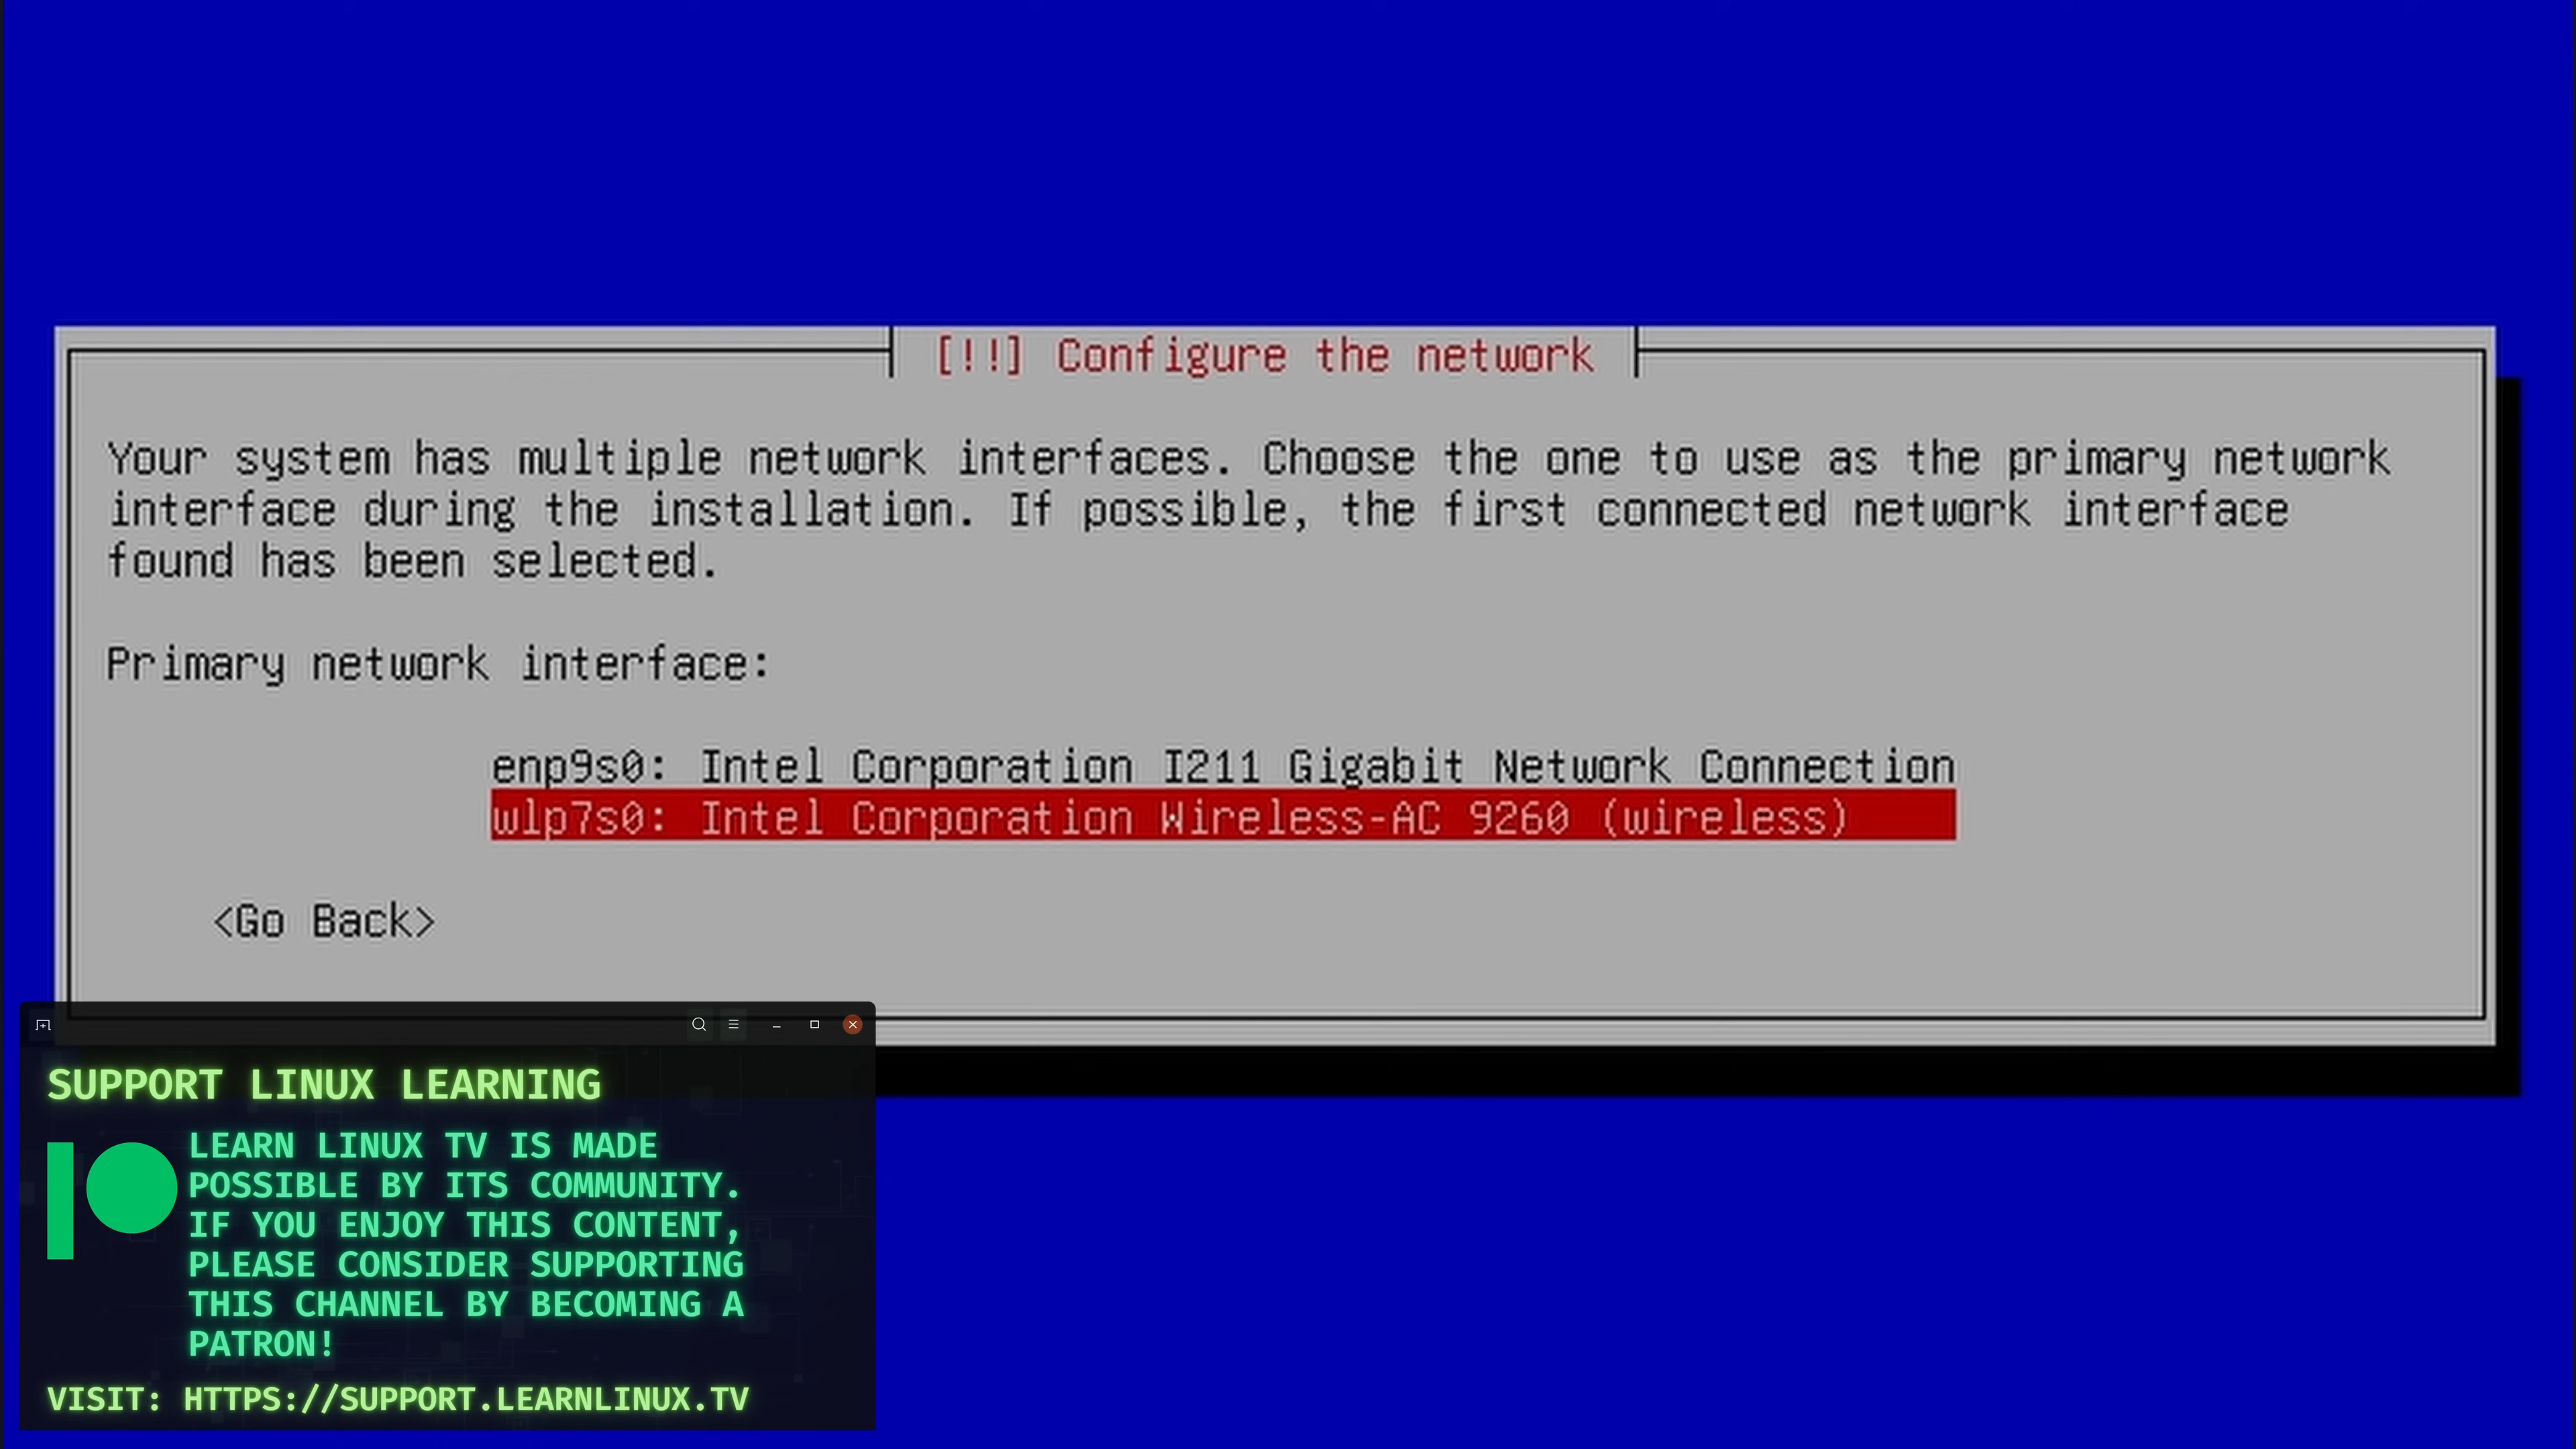 [!!] Configure the network
Your system has multiple network interfaces. Choose the one to use as the primary network
interface during the installation. If possible, the first connected network interface
found has been selected.
Primary network interface:
enp9s0: Intel Corporation I211 Gigabit Network Connection
wlp7s0: Intel Corporation Wireless-AC 9260 (wireless)
<Go Back>
SUPPORT LINUX LEARNING
LEARN LINUX TV IS MADE
POSSIBLE BY ITS COMMUNITY.
IF YOU ENJOY THIS CONTENT,
PLEASE CONSIDER SUPPORTING
THIS CHANNEL BY BECOMING A
PATRON!
VISIT: HTTPS://SUPPORT.LEARNLINUX.TV